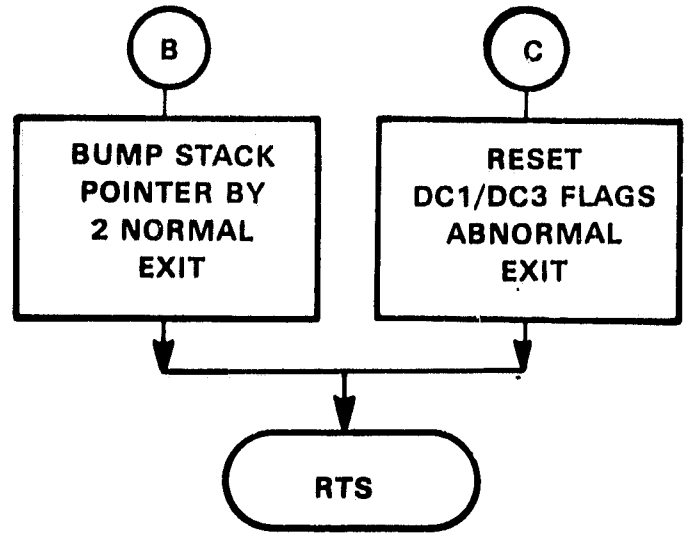 B
C
BUMP STACK
POINTER BY
2 NORMAL
EXIT
RESET
DC1/DC3 FLAGS
ABNORMAL
EXIT
RTS